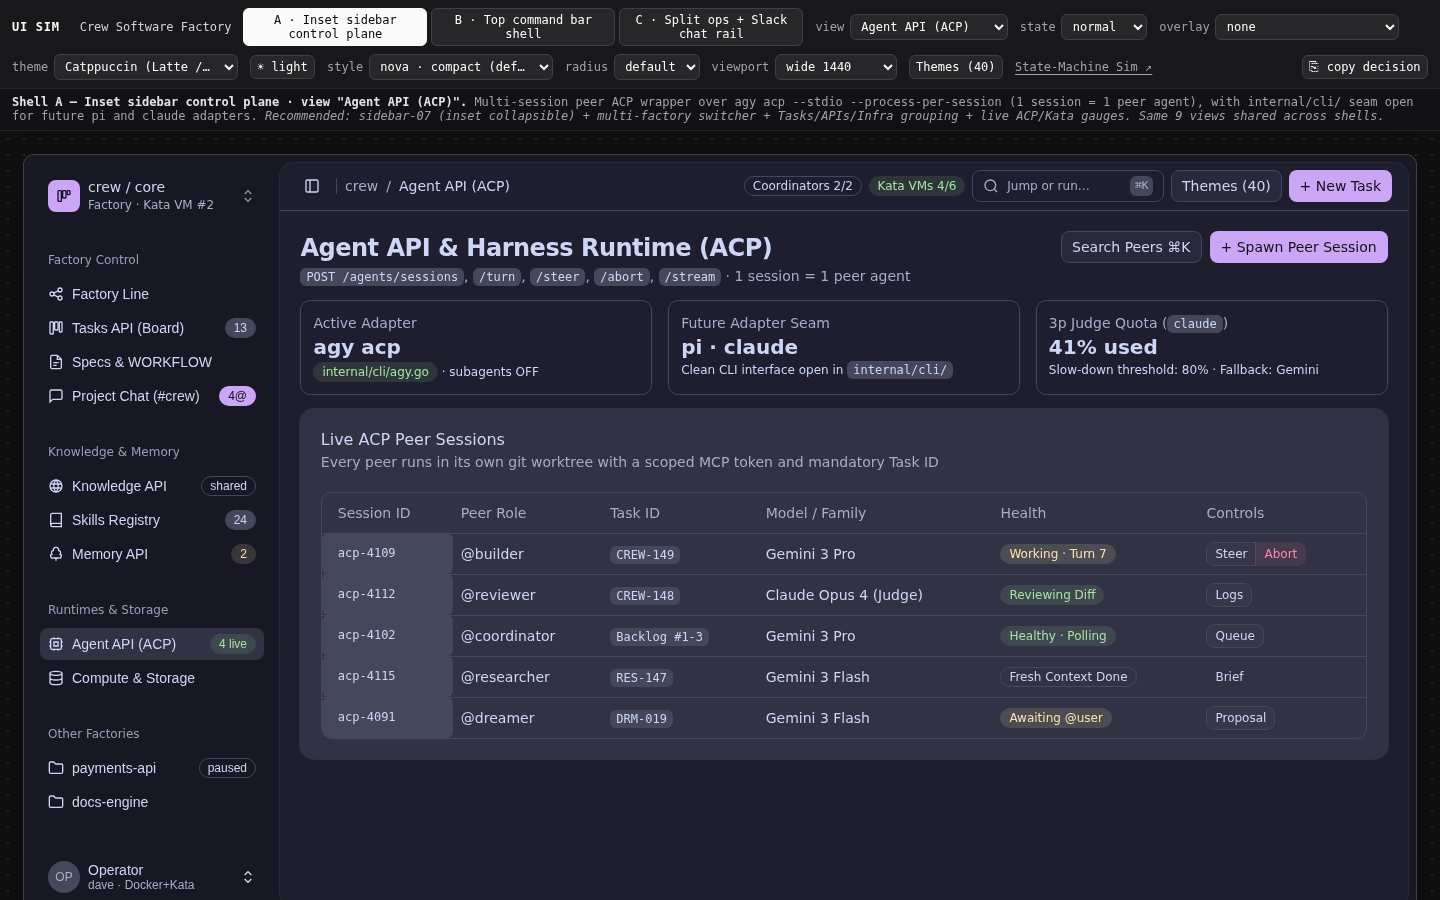 UI SIM Crew Software Factory A · Inset sidebar control plane B · Top command bar shell C · Split ops + Slack chat rail view Agent API (ACP) state normal overlay none
theme Catppuccin (Latte /… ☀ light style nova · compact (def… radius default viewport wide 1440 Themes (40) State-Machine Sim ↗ copy decision
Shell A — Inset sidebar control plane · view "Agent API (ACP)". Multi-session peer ACP wrapper over agy acp --stdio --process-per-session (1 session = 1 peer agent), with internal/cli/ seam open
for future pi and claude adapters. Recommended: sidebar-07 (inset collapsible) + multi-factory switcher + Tasks/APIs/Infra grouping + live ACP/Kata gauges. Same 9 views shared across shells.
crew / core
Factory · Kata VM #2
Factory Control
Factory Line
Tasks API (Board) 13
Specs & WORKFLOW
Project Chat (#crew) 4@
Knowledge & Memory
Knowledge API shared
Skills Registry 24
Memory API 2
Runtimes & Storage
Agent API (ACP) 4 live
Compute & Storage
Other Factories
payments-api paused
docs-engine
OP Operator
dave · Docker+Kata
crew / Agent API (ACP) Coordinators 2/2 Kata VMs 4/6 Jump or run... ⌘K Themes (40) + New Task
Agent API & Harness Runtime (ACP) Search Peers ⌘K + Spawn Peer Session
POST /agents/sessions, /turn, /steer, /abort, /stream · 1 session = 1 peer agent
Active Adapter
agy acp
internal/cli/agy.go · subagents OFF
Future Adapter Seam
pi · claude
Clean CLI interface open in internal/cli/
3p Judge Quota (claude)
41% used
Slow-down threshold: 80% · Fallback: Gemini
Live ACP Peer Sessions
Every peer runs in its own git worktree with a scoped MCP token and mandatory Task ID
Session ID Peer Role Task ID Model / Family Health Controls
acp-4109 @builder CREW-149 Gemini 3 Pro Working · Turn 7 Steer Abort
acp-4112 @reviewer CREW-148 Claude Opus 4 (Judge) Reviewing Diff Logs
acp-4102 @coordinator Backlog #1-3 Gemini 3 Pro Healthy · Polling Queue
acp-4115 @researcher RES-147 Gemini 3 Flash Fresh Context Done Brief
acp-4091 @dreamer DRM-019 Gemini 3 Flash Awaiting @user Proposal